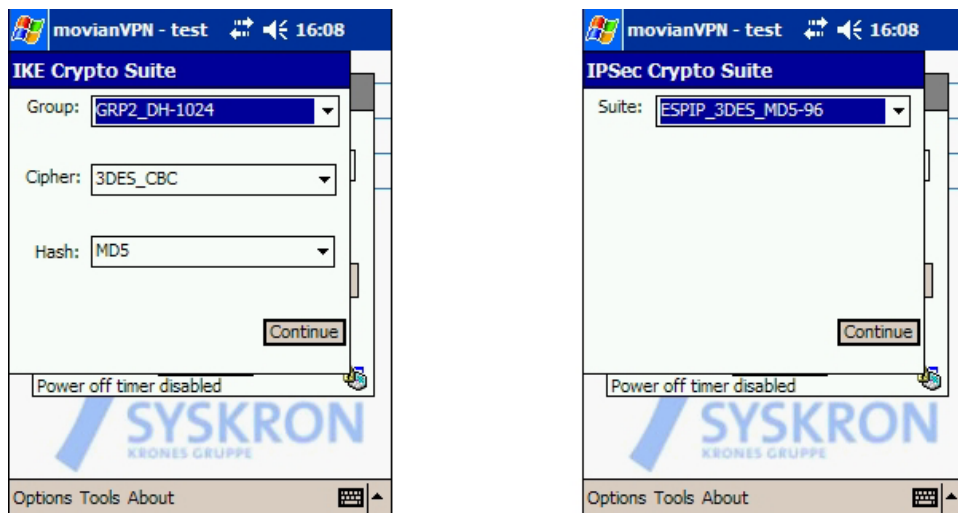 movianVPN - test 16:08
IKE Crypto Suite
Group: GRP2_DH-1024
Cipher: 3DES_CBC
Hash: MD5
Continue
Power off timer disabled
SYSKRON
KRONES GRUPPE
Options Tools About
movianVPN - test 16:08
IPSec Crypto Suite
Suite: ESPIP_3DES_MD5-96
Continue
Power off timer disabled
SYSKRON
KRONES GRUPPE
Options Tools About